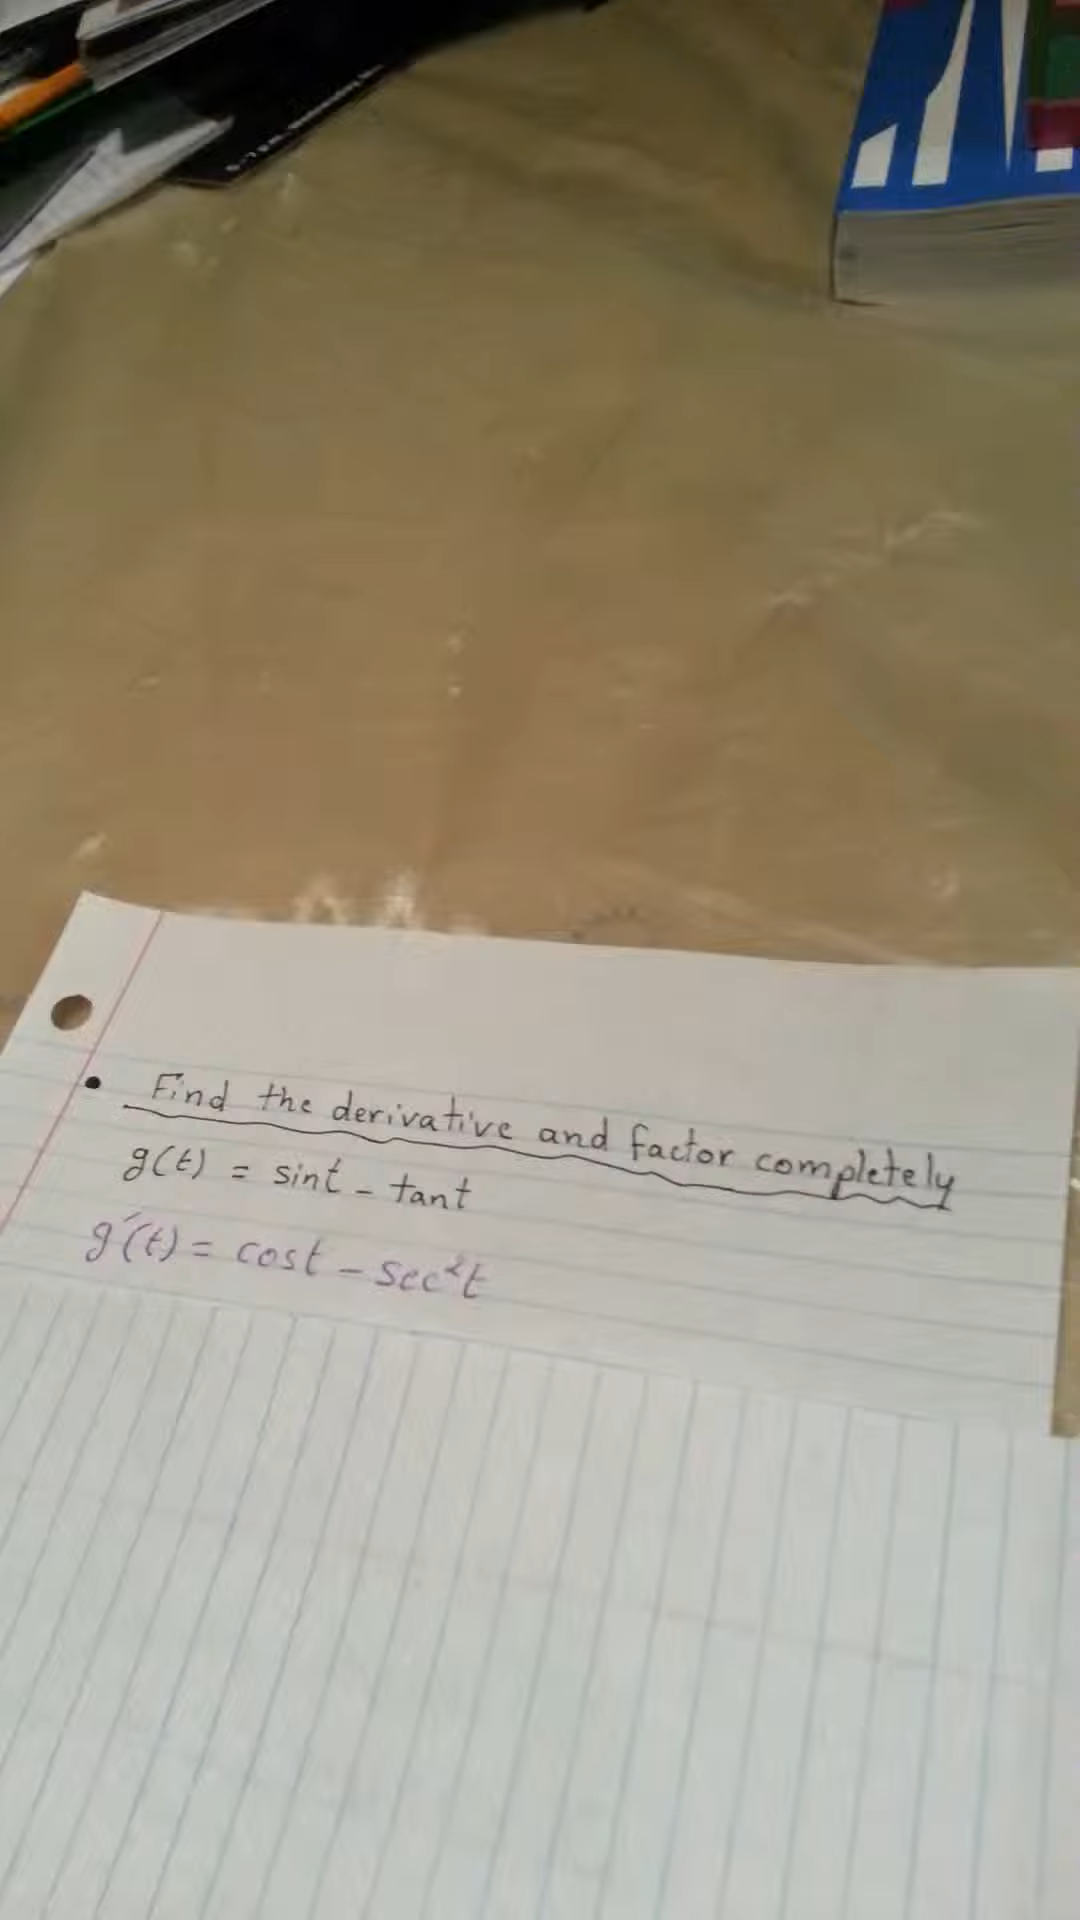 • Find the derivative and factor completely
g(t) = sint - tant
g'(t) = cost - sec²t